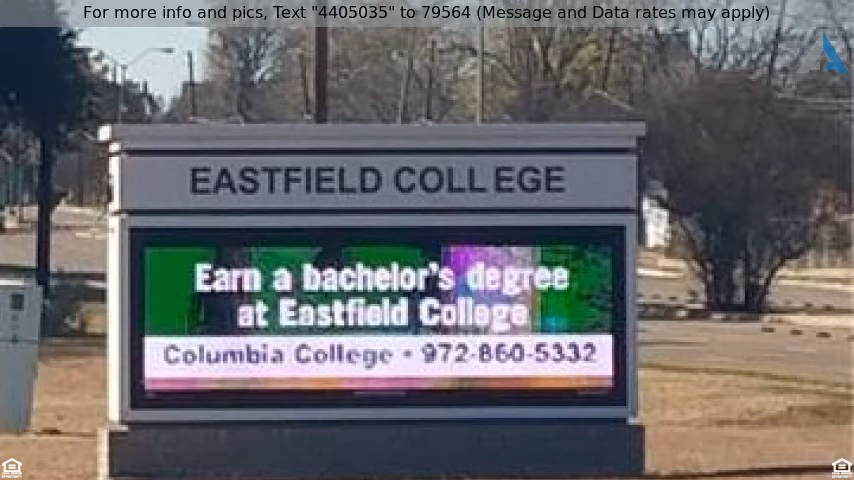 For more info and pics, Text "4405035" to 79564 (Message and Data rates may apply)
EASTFIELD COLLEGE
Earn a bachelor's degree
at Eastfield College
Columbia College • 972-860-5332